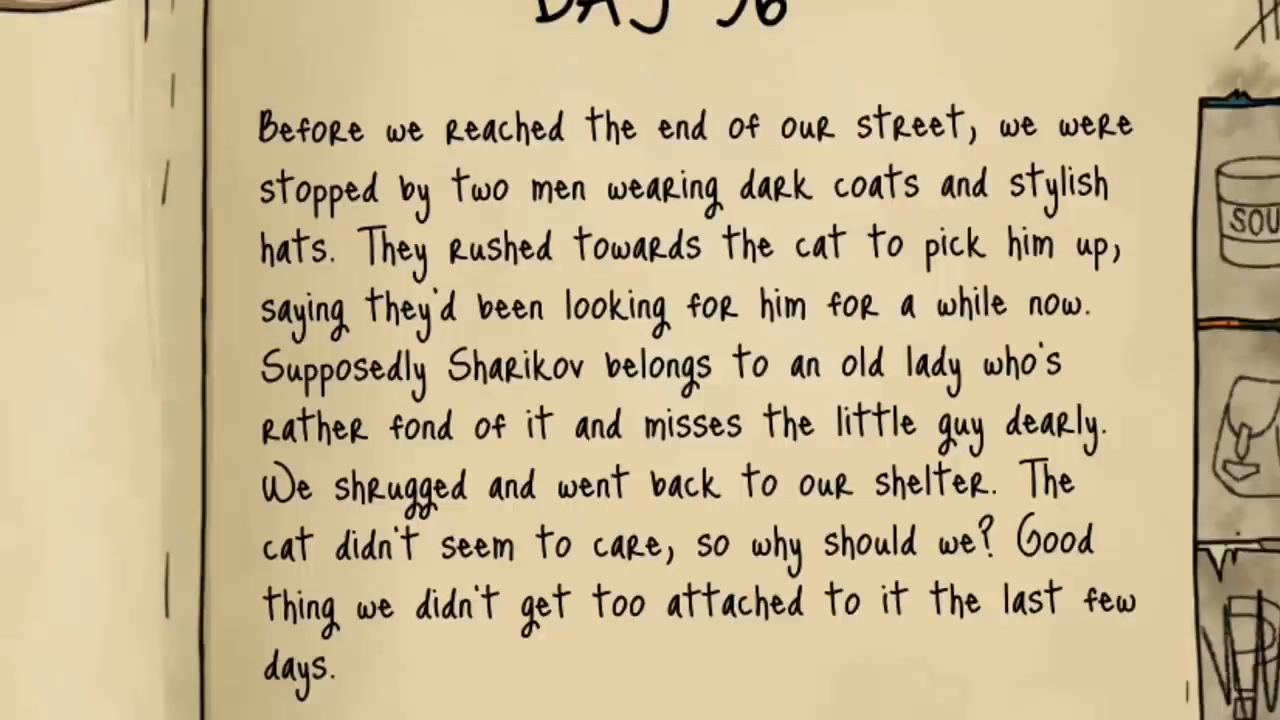 Before we reached the end of our street, we were
stopped by two men wearing dark coats and stylish
hats. They rushed towards the cat to pick him up,
saying they'd been looking for him for a while now.
Supposedly Sharikov belongs to an old lady who's
rather fond of it and misses the little guy dearly.
We shrugged and went back to our shelter. The
cat didn't seem to care, so why should we? Good
thing we didn't get too attached to it the last few
days.